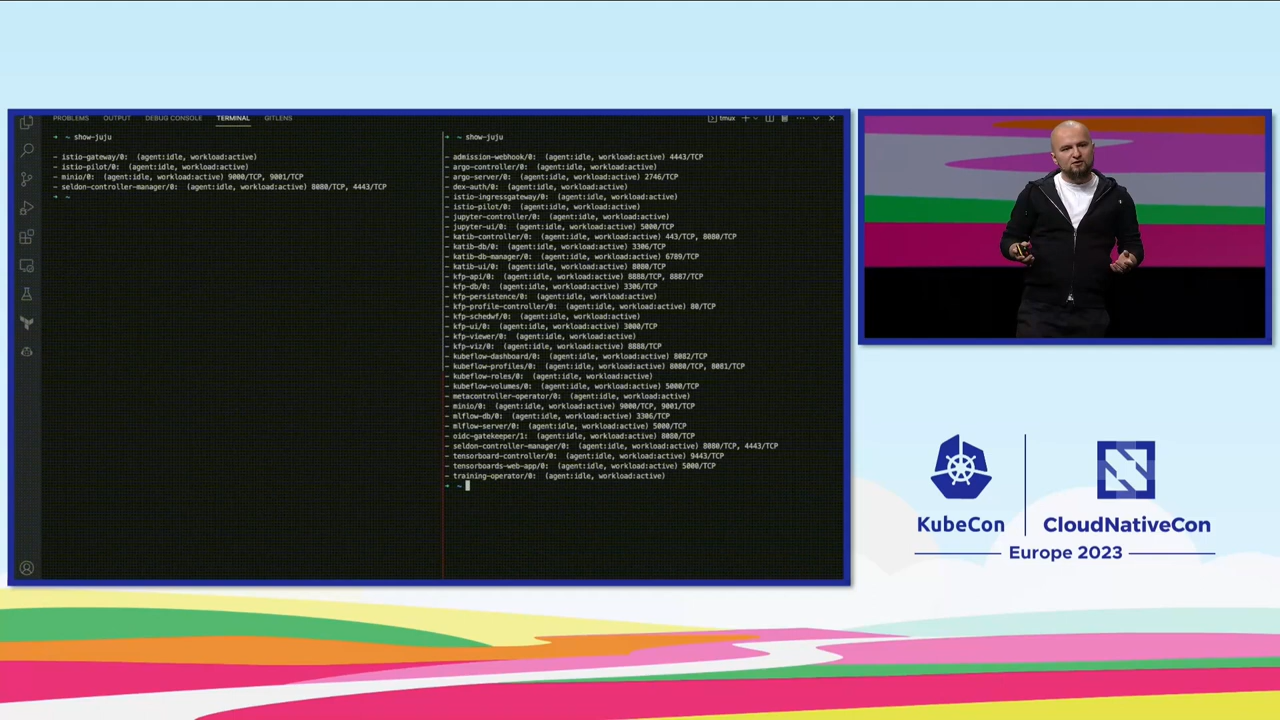 PROBLEMS OUTPUT DEBUG CONSOLE TERMINAL GITLENS
tmux
~ show-juju
- istio-gateway/0: (agent:idle, workload:active)
- istio-pilot/0: (agent:idle, workload:active)
- minio/0: (agent:idle, workload:active) 9000/TCP, 9001/TCP
- seldon-controller-manager/0: (agent:idle, workload:active) 8080/TCP, 4443/TCP
~
~ show-juju
- admission-webhook/0: (agent:idle, workload:active) 4443/TCP
- argo-controller/0: (agent:idle, workload:active)
- argo-server/0: (agent:idle, workload:active) 2746/TCP
- dex-auth/0: (agent:idle, workload:active)
- istio-ingressgateway/0: (agent:idle, workload:active)
- istio-pilot/0: (agent:idle, workload:active)
- jupyter-controller/0: (agent:idle, workload:active)
- jupyter-ui/0: (agent:idle, workload:active) 5000/TCP
- katib-controller/0: (agent:idle, workload:active) 443/TCP, 8080/TCP
- katib-db/0: (agent:idle, workload:active) 3306/TCP
- katib-db-manager/0: (agent:idle, workload:active) 6789/TCP
- katib-ui/0: (agent:idle, workload:active) 8080/TCP
- kfp-api/0: (agent:idle, workload:active) 8888/TCP, 8887/TCP
- kfp-db/0: (agent:idle, workload:active) 3306/TCP
- kfp-persistence/0: (agent:idle, workload:active)
- kfp-profile-controller/0: (agent:idle, workload:active) 80/TCP
- kfp-schedwf/0: (agent:idle, workload:active)
- kfp-ui/0: (agent:idle, workload:active) 3000/TCP
- kfp-viewer/0: (agent:idle, workload:active)
- kfp-viz/0: (agent:idle, workload:active) 8888/TCP
- kubeflow-dashboard/0: (agent:idle, workload:active) 8082/TCP
- kubeflow-profiles/0: (agent:idle, workload:active) 8080/TCP, 8081/TCP
- kubeflow-roles/0: (agent:idle, workload:active)
- kubeflow-volumes/0: (agent:idle, workload:active) 5000/TCP
- metacontroller-operator/0: (agent:idle, workload:active)
- minio/0: (agent:idle, workload:active) 9000/TCP, 9001/TCP
- mlflow-db/0: (agent:idle, workload:active) 3306/TCP
- mlflow-server/0: (agent:idle, workload:active) 5000/TCP
- oidc-gatekeeper/1: (agent:idle, workload:active) 8080/TCP
- seldon-controller-manager/0: (agent:idle, workload:active) 8080/TCP, 4443/TCP
- tensorboard-controller/0: (agent:idle, workload:active) 9443/TCP
- tensorboards-web-app/0: (agent:idle, workload:active) 5000/TCP
- training-operator/0: (agent:idle, workload:active)
~
KubeCon
CloudNativeCon
Europe 2023